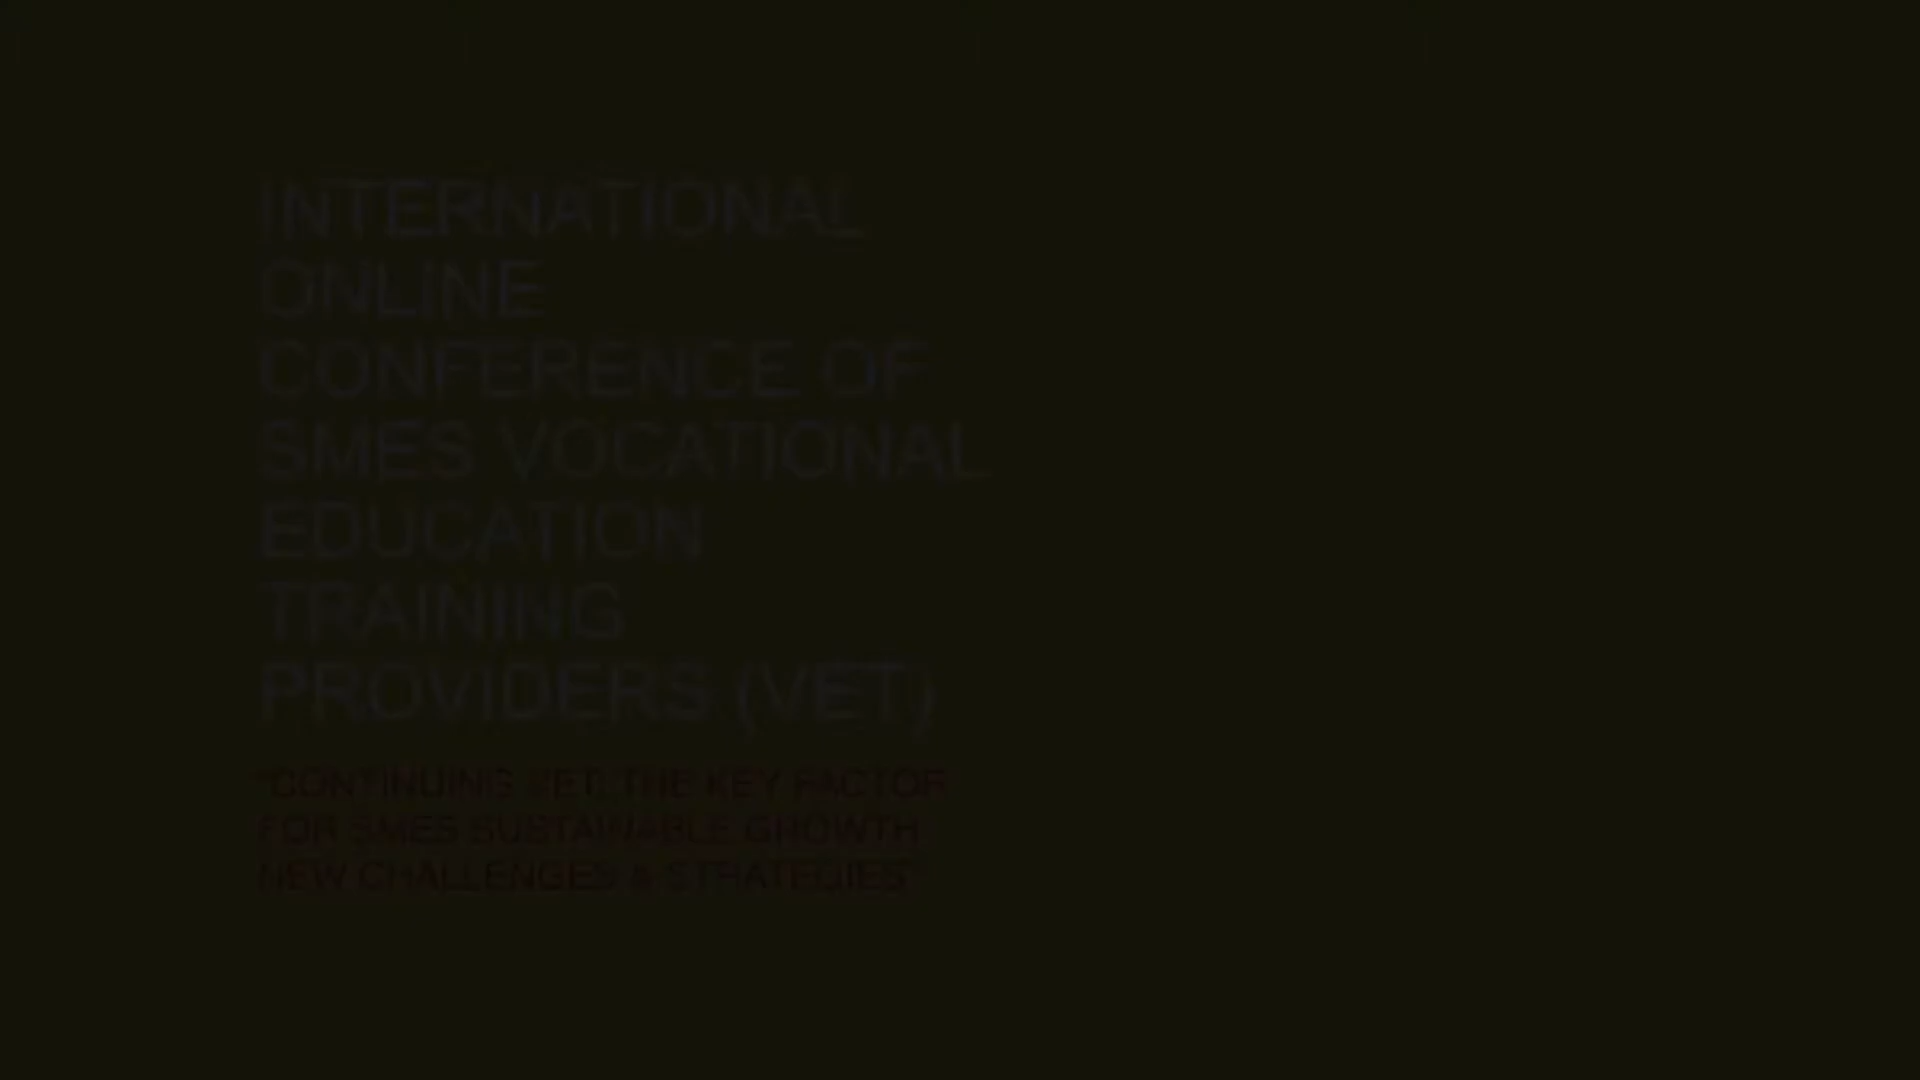 INTERNATIONAL
ONLINE
CONFERENCE OF
SMES VOCATIONAL
EDUCATION
TRAINING
PROVIDERS (VET)
"CONTINUING VET: THE KEY FACTOR
FOR SMES SUSTAINABLE GROWTH.
NEW CHALLENGES & STRATEGIES"